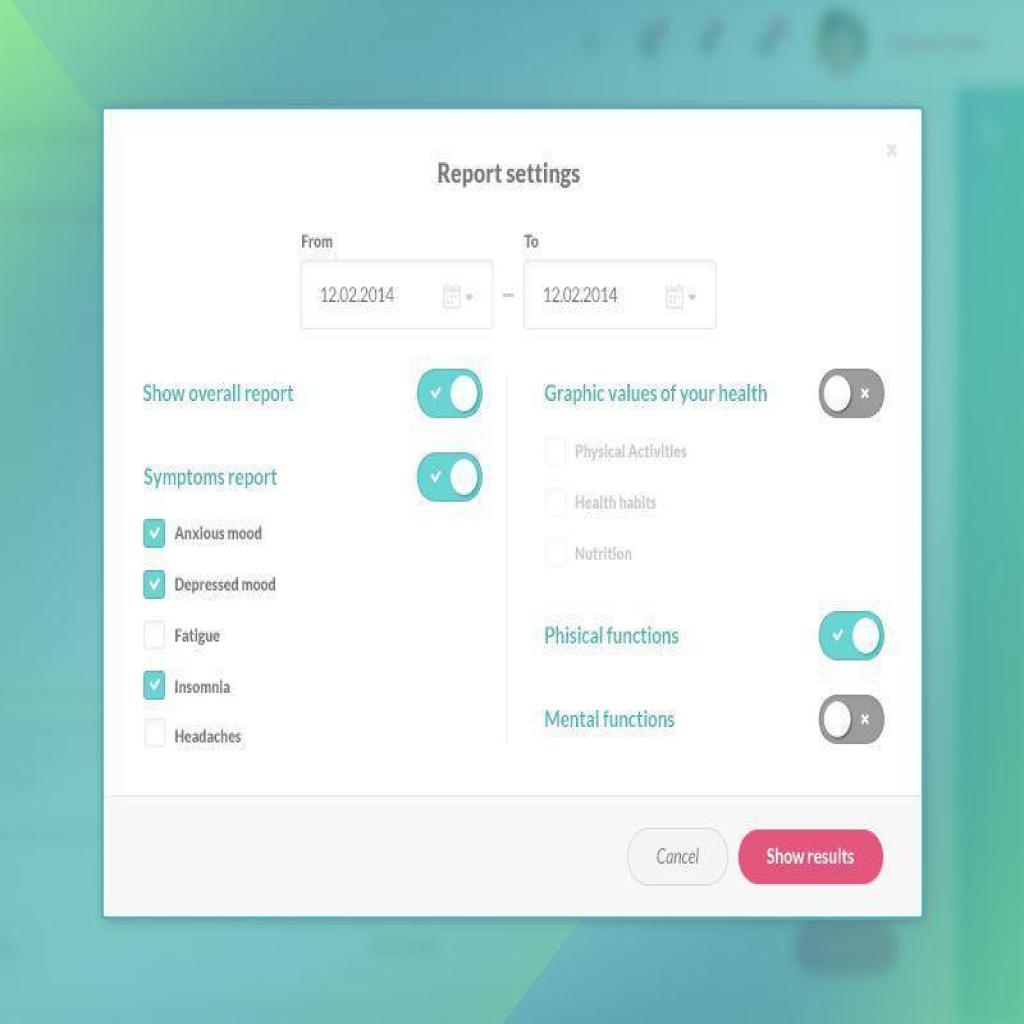 x
Report settings
From
To
12.02.2014
–
12.02.2014
Show overall report
Symptoms report
Anxious mood
Depressed mood
Fatigue
Insomnia
Headaches
Graphic values of your health
Physical Activities
Health habits
Nutrition
Phisical functions
Mental functions
Cancel
Show results